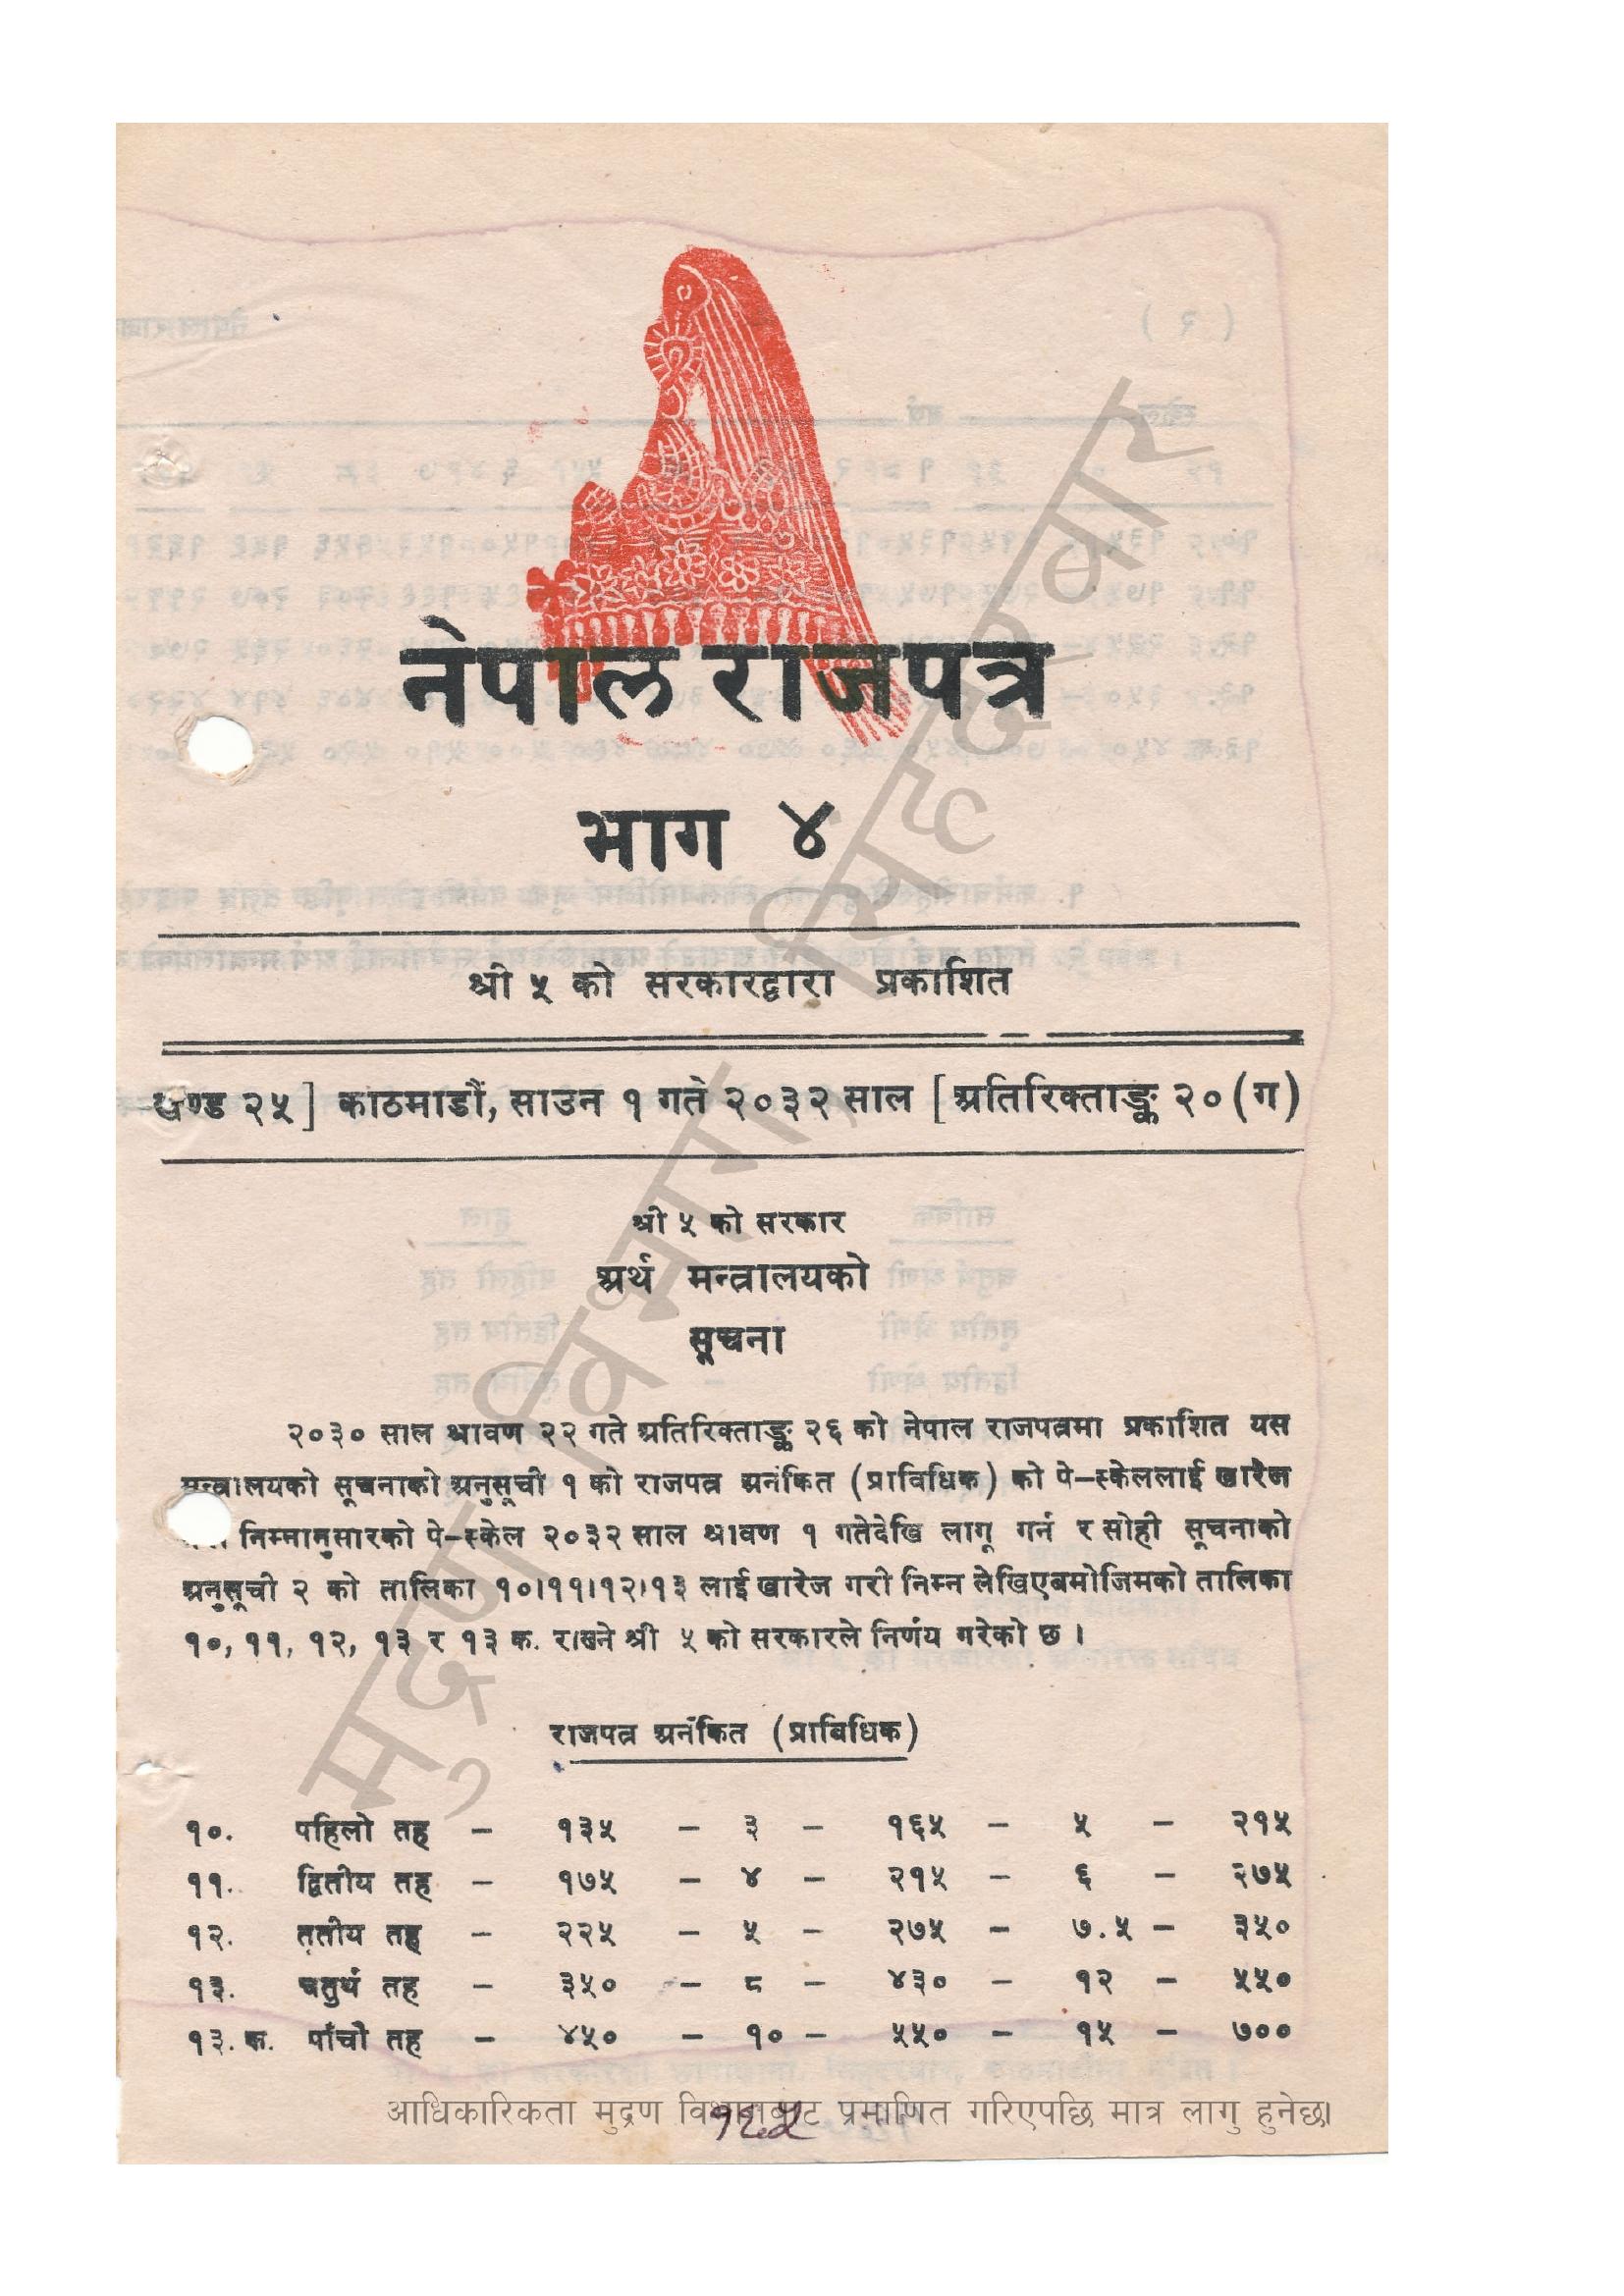 नेपाल राजपत्र
भाग ४
श्री ५ को सरकारद्वारा प्रकाशित
खण्ड २५] काठमाडौं, साउन १ गते २०३२ साल [अतिरिक्ताङ्क २० (ग)
श्री ५ को सरकार
अर्थ मन्त्रालयको
सूचना
२०३० साल श्रावण २२ गते अतिरिक्ताङ्क २६ को नेपाल राजपत्रमा प्रकाशित यस
मन्त्रालयको सूचनाको अनुसूची १ को राजपत्र अनंकित (प्राविधिक) को पे-स्केललाई खारेज
निम्नानुसारको पे-स्केल २०३२ साल श्रावण १ गतेदेखि लागू गर्न र सोही सूचनाको
अनुसूची २ को तालिका १०।११।१२।१३ लाई खारेज गरी निम्न लेखिएबमोजिमको तालिका
१०, ११, १२, १३ र १३ क. राख्ने श्री ५ को सरकारले निर्णय गरेको छ ।
राजपत्र अनंकित (प्राबिधिक)
१०. पहिलो तह - १३५ - ३ - १६५ - ५ - २१५
११. द्वितीय तह - १७५ - ४ - २१५ - ६ - २७५
१२. तृतीय तह - २२५ - ५ - २७५ - ७.५ - ३५०
१३. चतुर्थ तह - ३५० - ८ - ४३० - १२ - ५५०
१३. क. पाँचौ तह - ४५० - १० - ५५० - १५ - ७००
आधिकारिकता मुद्रण विभागबाट प्रमाणित गरिएपछि मात्र लागु हुनेछ।
मुद्रण विभाग, सिंहदरबार